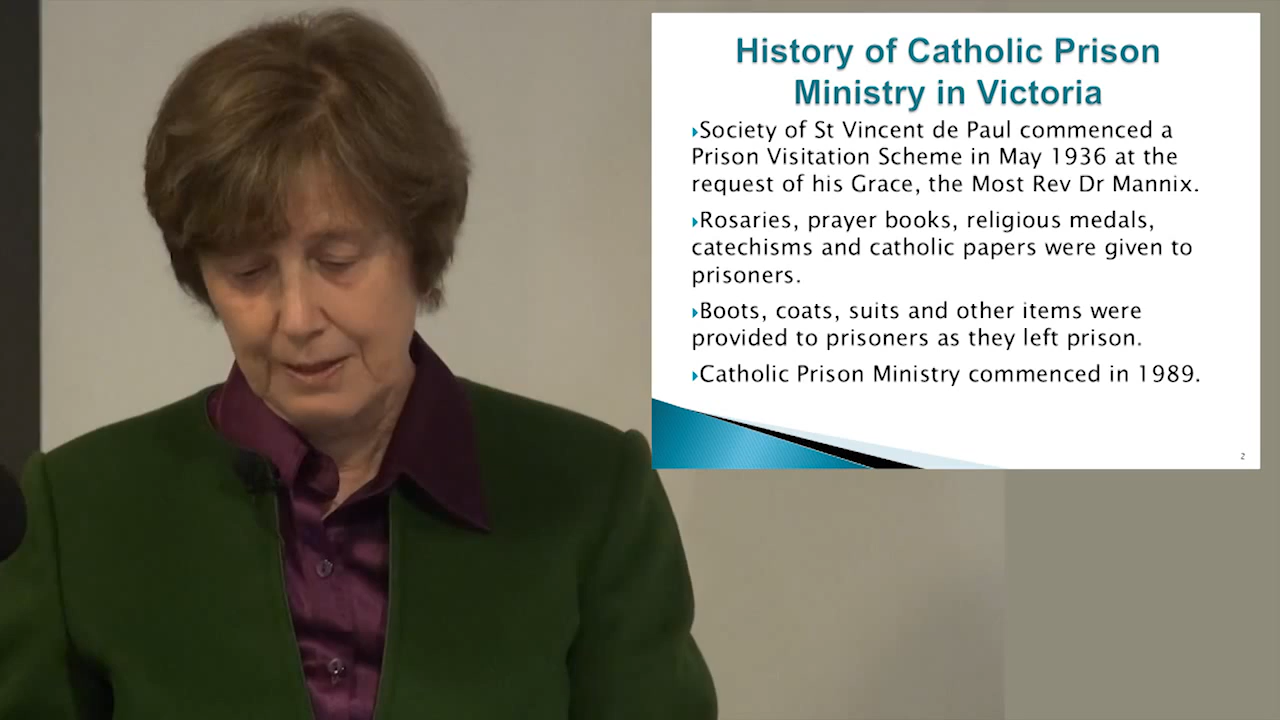 History of Catholic Prison
Ministry in Victoria
Society of St Vincent de Paul commenced a
Prison Visitation Scheme in May 1936 at the
request of his Grace, the Most Rev Dr Mannix.
Rosaries, prayer books, religious medals,
catechisms and catholic papers were given to
prisoners.
Boots, coats, suits and other items were
provided to prisoners as they left prison.
Catholic Prison Ministry commenced in 1989.
2